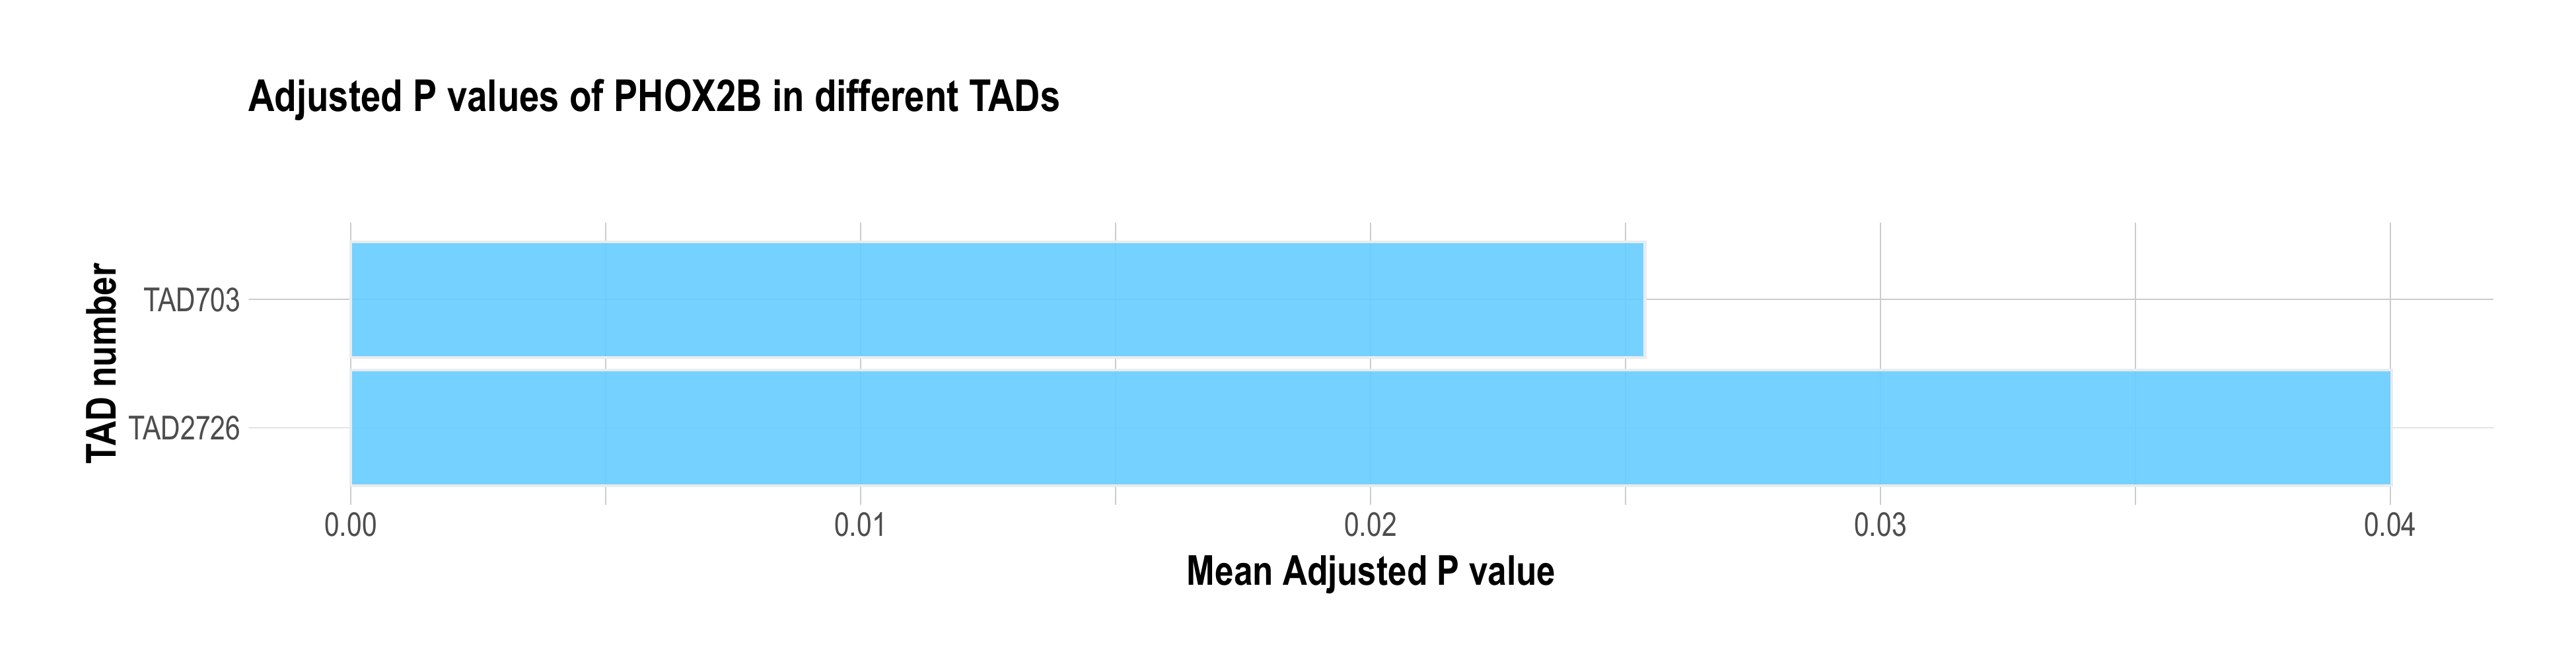 Adjusted P values of PHOX2B in different TADs
TAD number
TAD703
TAD2726
0.00 0.01 0.02 0.03 0.04
Mean Adjusted P value